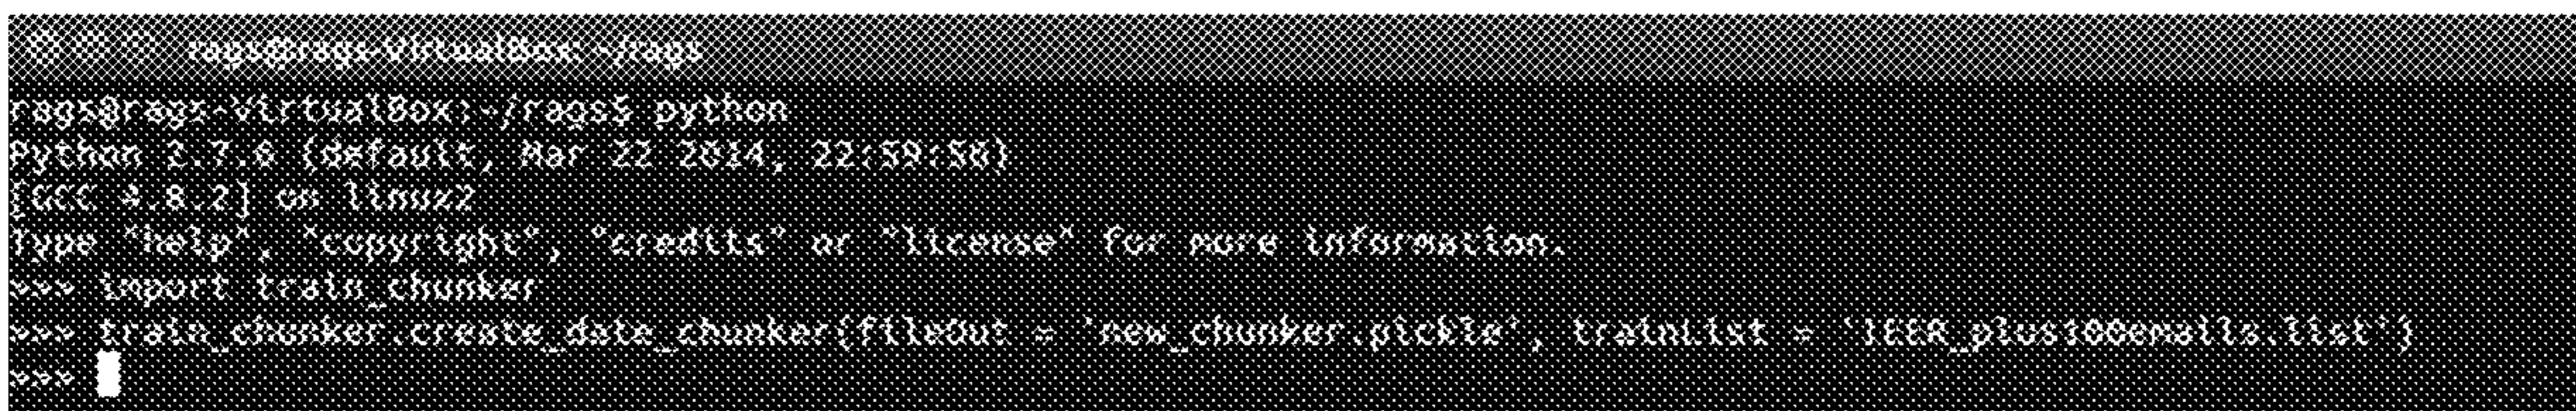 rags@rags-VirtualBox: ~/rags
rags@rags-VirtualBox:~/rags$ python
Python 2.7.6 (default, Mar 22 2014, 22:59:56)
[GCC 4.8.2] on linux2
Type "help", "copyright", "credits" or "license" for more information.
>>> import train_chunker
>>> train_chunker.create_date_chunker(fileOut = 'new_chunker.pickle', trainList = 'IEER_plus100emails.list')
>>>